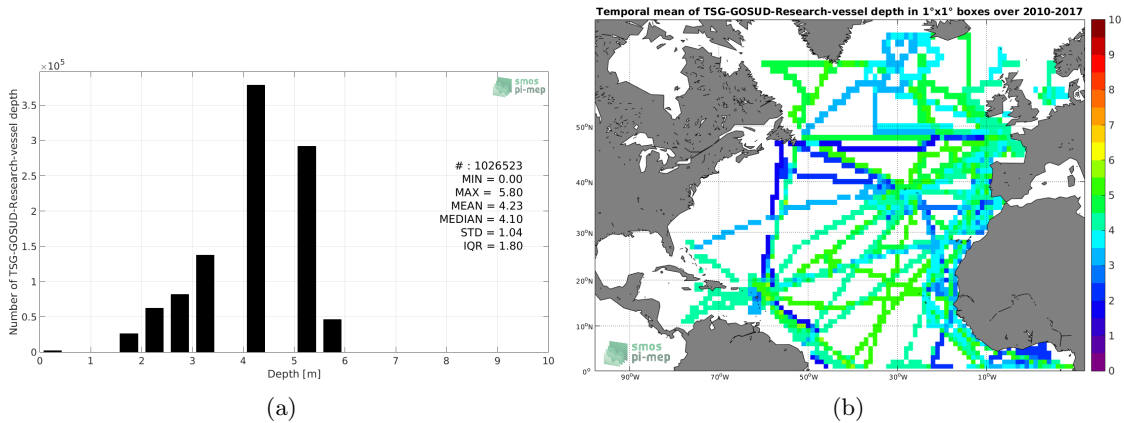 ×10⁵
3.5
3
2.5
2
1.5
1
0.5
0
Number of TSG-GOSUD-Research-vessel depth
smos
pi-mep
# : 1026523
MIN = 0.00
MAX = 5.80
MEAN = 4.23
MEDIAN = 4.10
STD = 1.04
IQR = 1.80
0 1 2 3 4 5 6 7 8 9 10
Depth [m]
(a)
Temporal mean of TSG-GOSUD-Research-vessel depth in 1°x1° boxes over 2010-2017
50°N
40°N
30°N
20°N
10°N
0°
90°W 70°W 50°W 30°W 10°W
smos
pi-mep
10
9
8
7
6
5
4
3
2
1
0
(b)